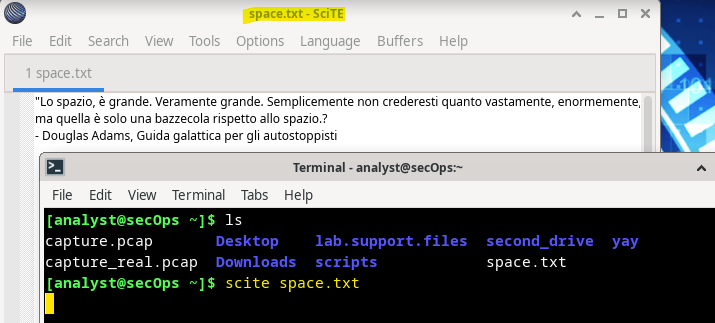 space.txt - SciTE
File Edit Search View Tools Options Language Buffers Help
1 space.txt
"Lo spazio, è grande. Veramente grande. Semplicemente non crederesti quanto vastamente, enormemente,
ma quella è solo una bazzecola rispetto allo spazio.?
- Douglas Adams, Guida galattica per gli autostoppisti
Terminal - analyst@secOps:~
File Edit View Terminal Tabs Help
[analyst@secOps ~]$ ls
capture.pcap Desktop lab.support.files second_drive yay
capture_real.pcap Downloads scripts space.txt
[analyst@secOps ~]$ scite space.txt